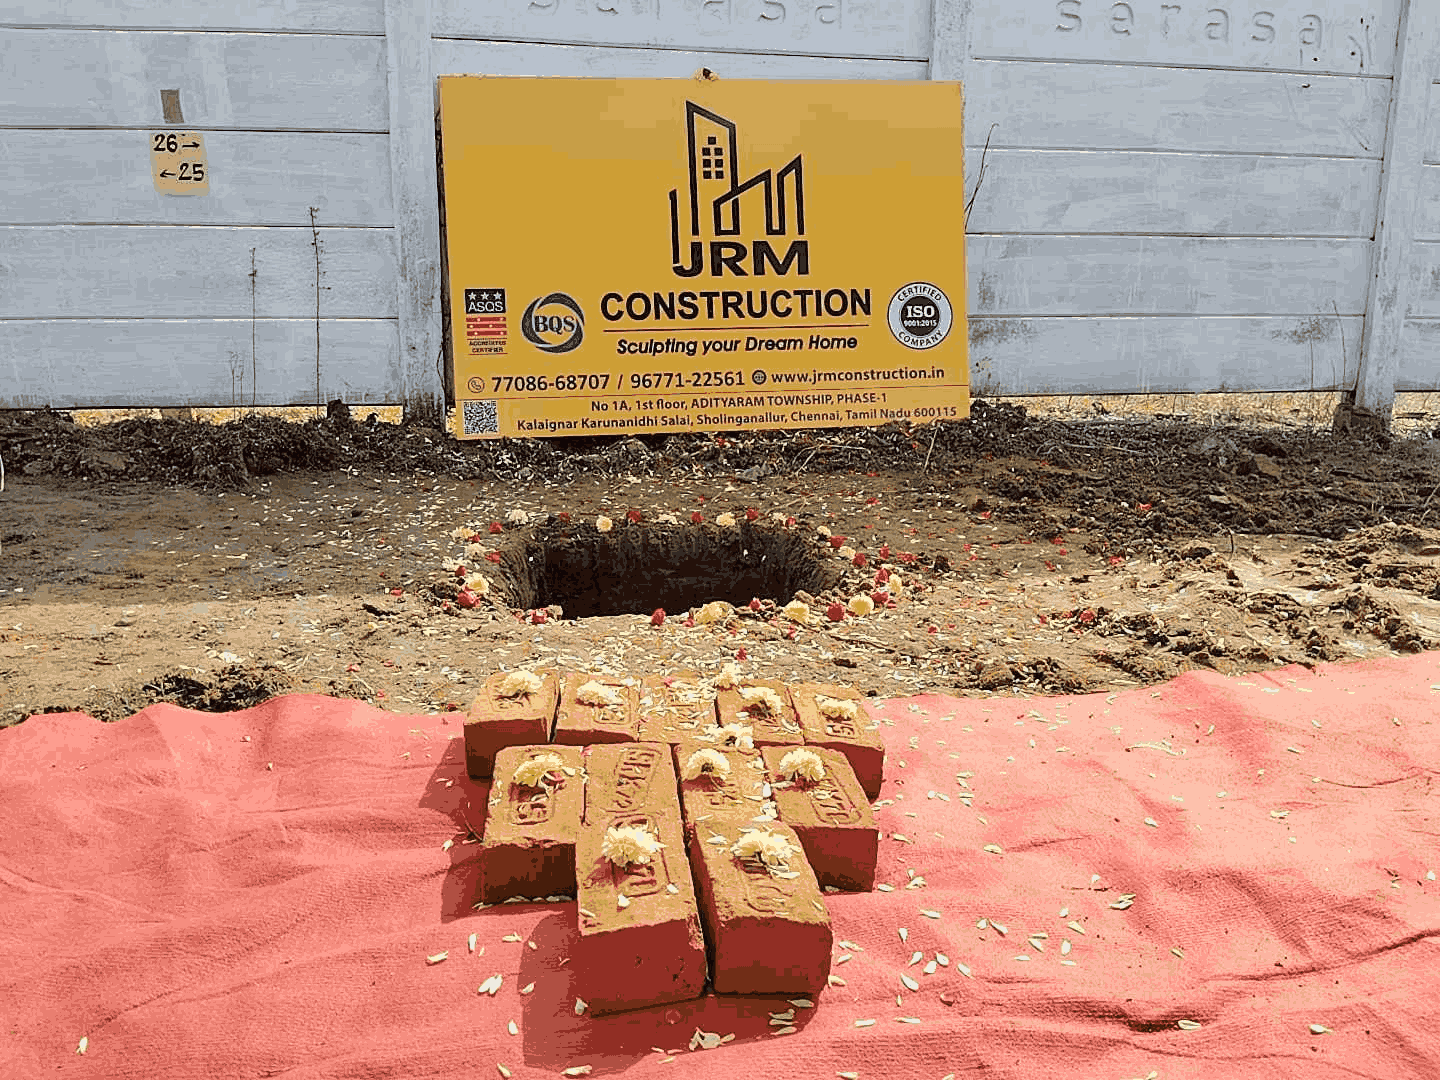 serasa
serasa
26→
←25
JRM
CONSTRUCTION
Sculpting your Dream Home
ASQS
ACCREDITED
CERTIFIER
BQS
CERTIFIED
ISO
9001:2015
COMPANY
77086-68707 / 96771-22561 www.jrmconstruction.in
No 1A, 1st floor, ADITYARAM TOWNSHIP, PHASE-1
Kalaignar Karunanidhi Salai, Sholinganallur, Chennai, Tamil Nadu 600115